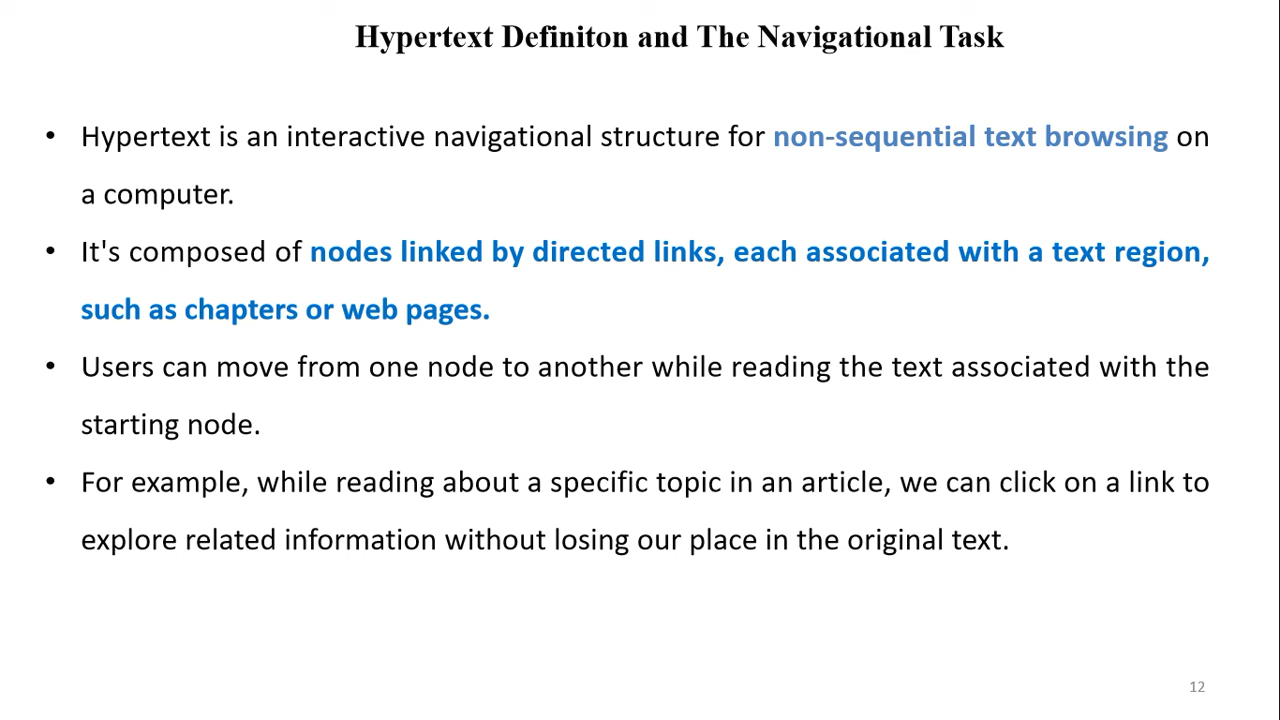 Hypertext Definiton and The Navigational Task
• Hypertext is an interactive navigational structure for non-sequential text browsing on
a computer.
• It's composed of nodes linked by directed links, each associated with a text region,
such as chapters or web pages.
• Users can move from one node to another while reading the text associated with the
starting node.
• For example, while reading about a specific topic in an article, we can click on a link to
explore related information without losing our place in the original text.
12